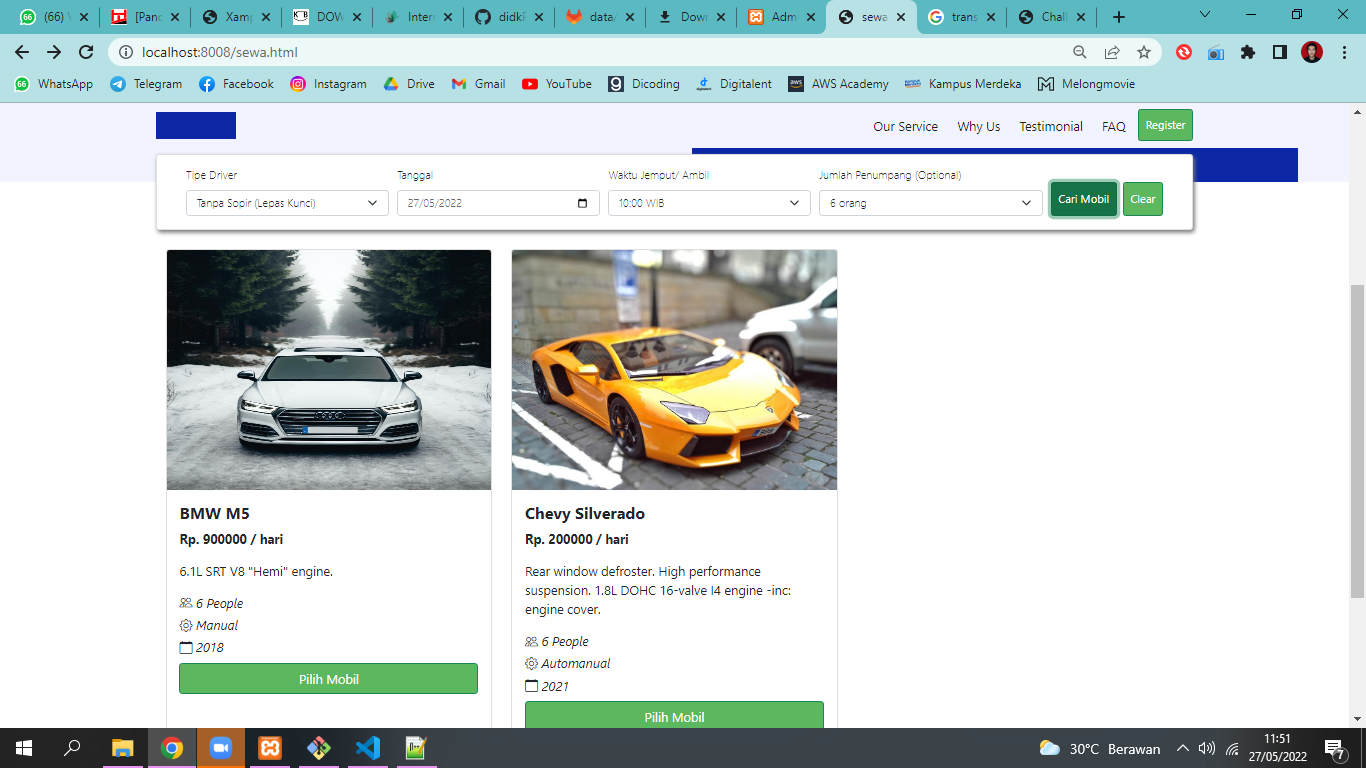 (66) W
[Panc
Xamp
DOW
Intern
didkP
data/
Down
Adm
sewa
trans
Chall
localhost:8008/sewa.html
WhatsApp Telegram Facebook Instagram Drive Gmail YouTube Dicoding Digitalent AWS Academy Kampus Merdeka Melongmovie
Our Service Why Us Testimonial FAQ Register
Tipe Driver Tanggal Waktu Jemput/ Ambil Jumlah Penumpang (Optional)
Tanpa Sopir (Lepas Kunci) 27/05/2022 10:00 WIB 6 orang Cari Mobil Clear
BMW M5
Rp. 900000 / hari
6.1L SRT V8 "Hemi" engine.
6 People
Manual
2018
Pilih Mobil
Chevy Silverado
Rp. 200000 / hari
Rear window defroster. High performance
suspension. 1.8L DOHC 16-valve I4 engine -inc:
engine cover.
6 People
Automanual
2021
Pilih Mobil
30°C Berawan
11:51
27/05/2022
7